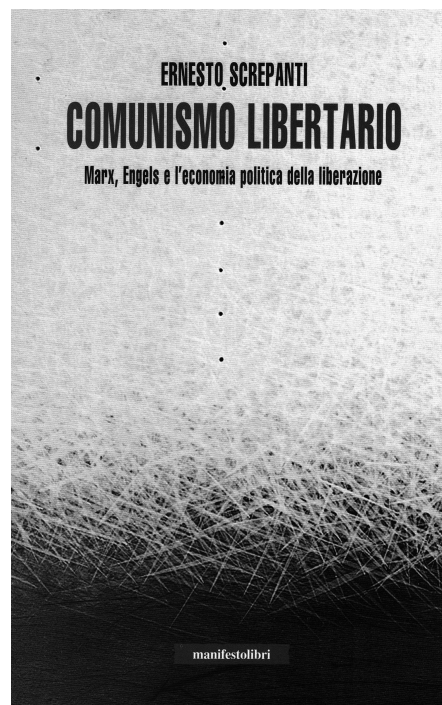 ERNESTO SCREPANTI
COMUNISMO LIBERTARIO
Marx, Engels e l'economia politica della liberazione
manifestolibri